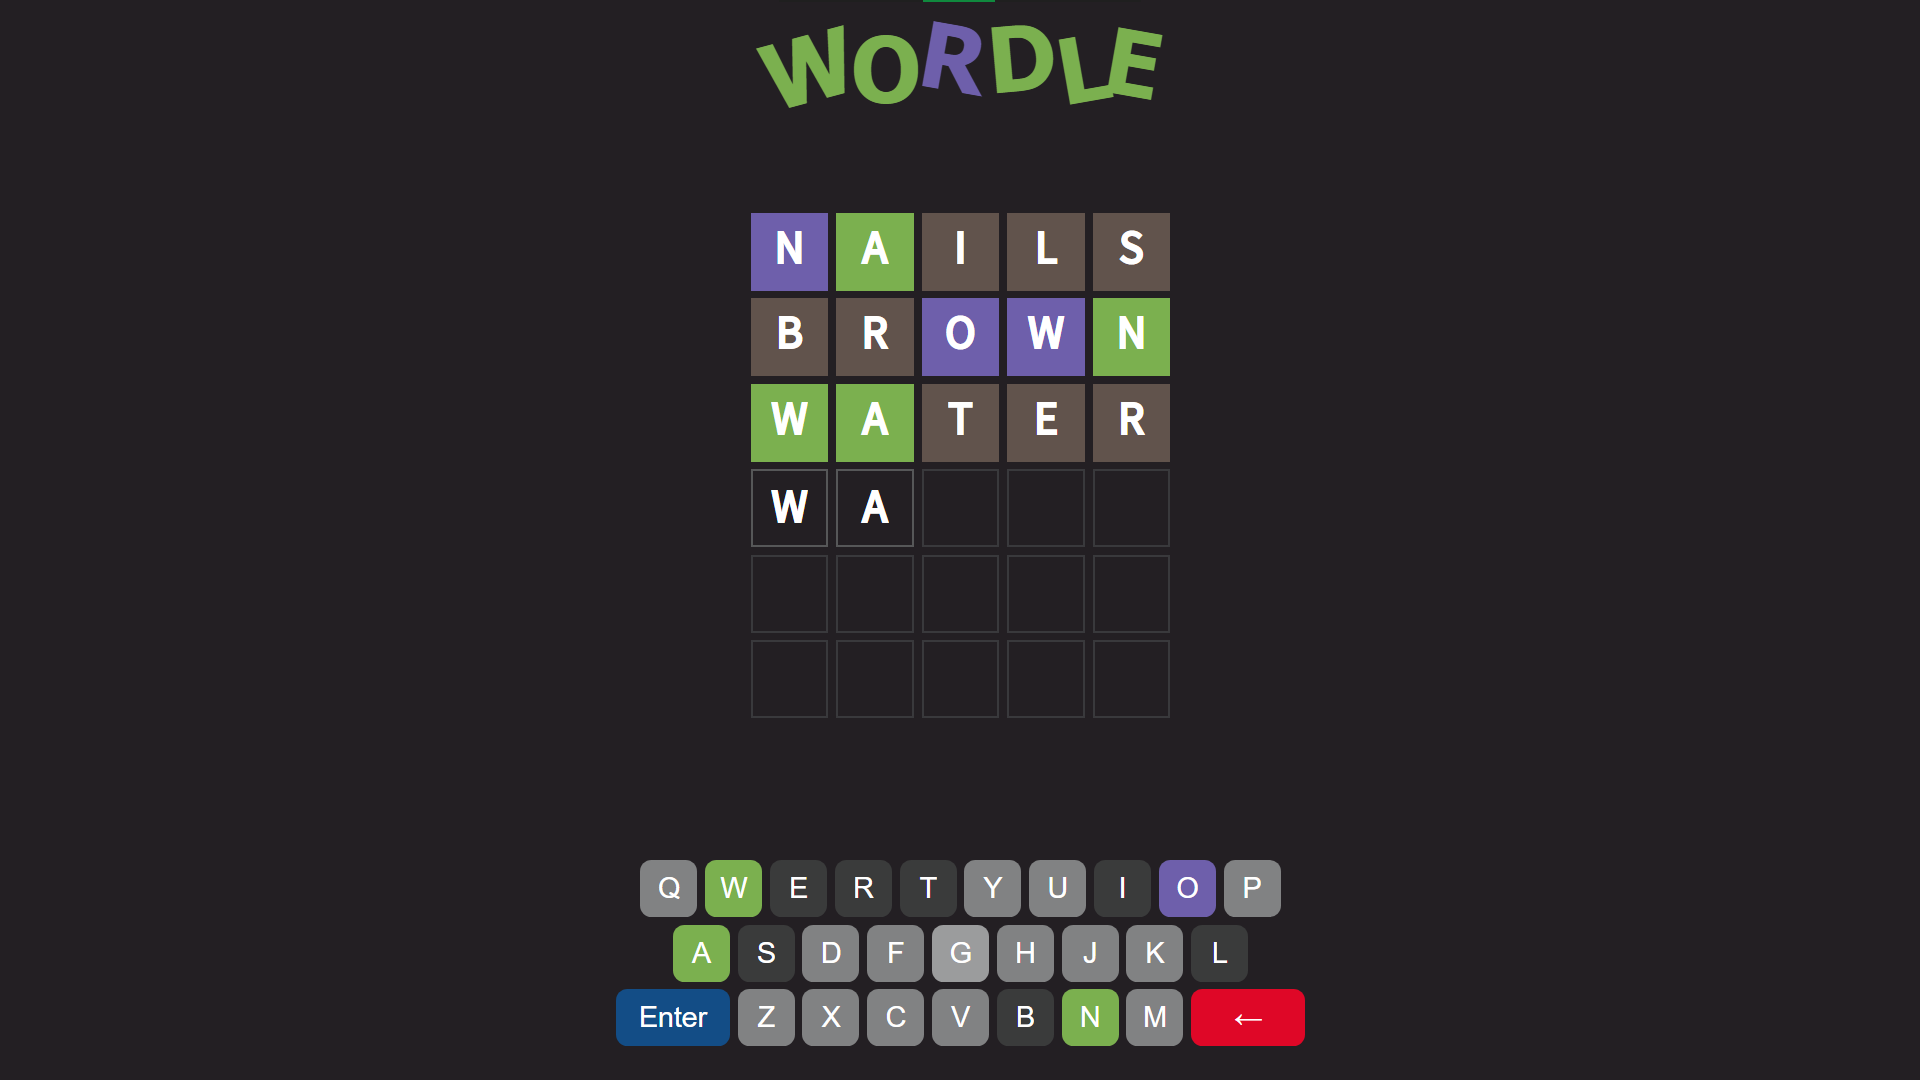 WORDLE
N A I L S
B R O W N
W A T E R
W A
Q W E R T Y U I O P
A S D F G H J K L
Enter Z X C V B N M ←